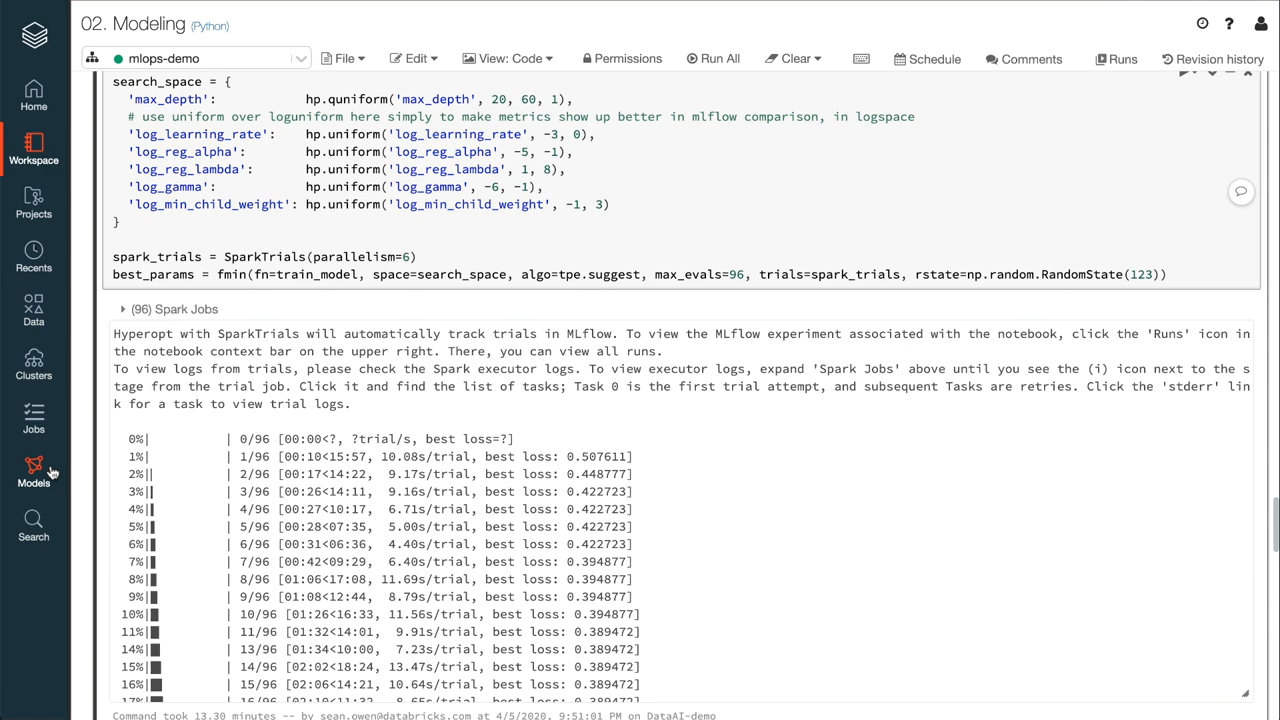 02. Modeling (Python)
mlops-demo
File
Edit
View: Code
Permissions
Run All
Clear
Schedule
Comments
Runs
Revision history
Home
Workspace
Projects
Recents
Data
Clusters
Jobs
Models
Search
search_space = {
'max_depth': hp.quniform('max_depth', 20, 60, 1),
# use uniform over loguniform here simply to make metrics show up better in mlflow comparison, in logspace
'log_learning_rate': hp.uniform('log_learning_rate', -3, 0),
'log_reg_alpha': hp.uniform('log_reg_alpha', -5, -1),
'log_reg_lambda': hp.uniform('log_reg_lambda', 1, 8),
'log_gamma': hp.uniform('log_gamma', -6, -1),
'log_min_child_weight': hp.uniform('log_min_child_weight', -1, 3)
}
spark_trials = SparkTrials(parallelism=6)
best_params = fmin(fn=train_model, space=search_space, algo=tpe.suggest, max_evals=96, trials=spark_trials, rstate=np.random.RandomState(123))
(96) Spark Jobs
Hyperopt with SparkTrials will automatically track trials in MLflow. To view the MLflow experiment associated with the notebook, click the 'Runs' icon in
the notebook context bar on the upper right. There, you can view all runs.
To view logs from trials, please check the Spark executor logs. To view executor logs, expand 'Spark Jobs' above until you see the (i) icon next to the s
tage from the trial job. Click it and find the list of tasks; Task 0 is the first trial attempt, and subsequent Tasks are retries. Click the 'stderr' lin
k for a task to view trial logs.
0%| | 0/96 [00:00<?, ?trial/s, best loss=?]
1%| | 1/96 [00:10<15:57, 10.08s/trial, best loss: 0.507611]
2%|| | 2/96 [00:17<14:22, 9.17s/trial, best loss: 0.448777]
3%| | 3/96 [00:26<14:11, 9.16s/trial, best loss: 0.422723]
4%| | 4/96 [00:27<10:17, 6.71s/trial, best loss: 0.422723]
5%| | 5/96 [00:28<07:35, 5.00s/trial, best loss: 0.422723]
6%| | 6/96 [00:31<06:36, 4.40s/trial, best loss: 0.422723]
7%| | 7/96 [00:42<09:29, 6.40s/trial, best loss: 0.394877]
8%| | 8/96 [01:06<17:08, 11.69s/trial, best loss: 0.394877]
9%| | 9/96 [01:08<12:44, 8.79s/trial, best loss: 0.394877]
10%| | 10/96 [01:26<16:33, 11.56s/trial, best loss: 0.394877]
11%| | 11/96 [01:32<14:01, 9.91s/trial, best loss: 0.389472]
14%| | 13/96 [01:34<10:00, 7.23s/trial, best loss: 0.389472]
15%| | 14/96 [02:02<18:24, 13.47s/trial, best loss: 0.389472]
16%| | 15/96 [02:06<14:21, 10.64s/trial, best loss: 0.389472]
17%| | 16/96 [02:10<11:32, 8.65s/trial, best loss: 0.389472]
Command took 13.30 minutes -- by sean.owen@databricks.com at 4/5/2020, 9:51:01 PM on DataAI-demo